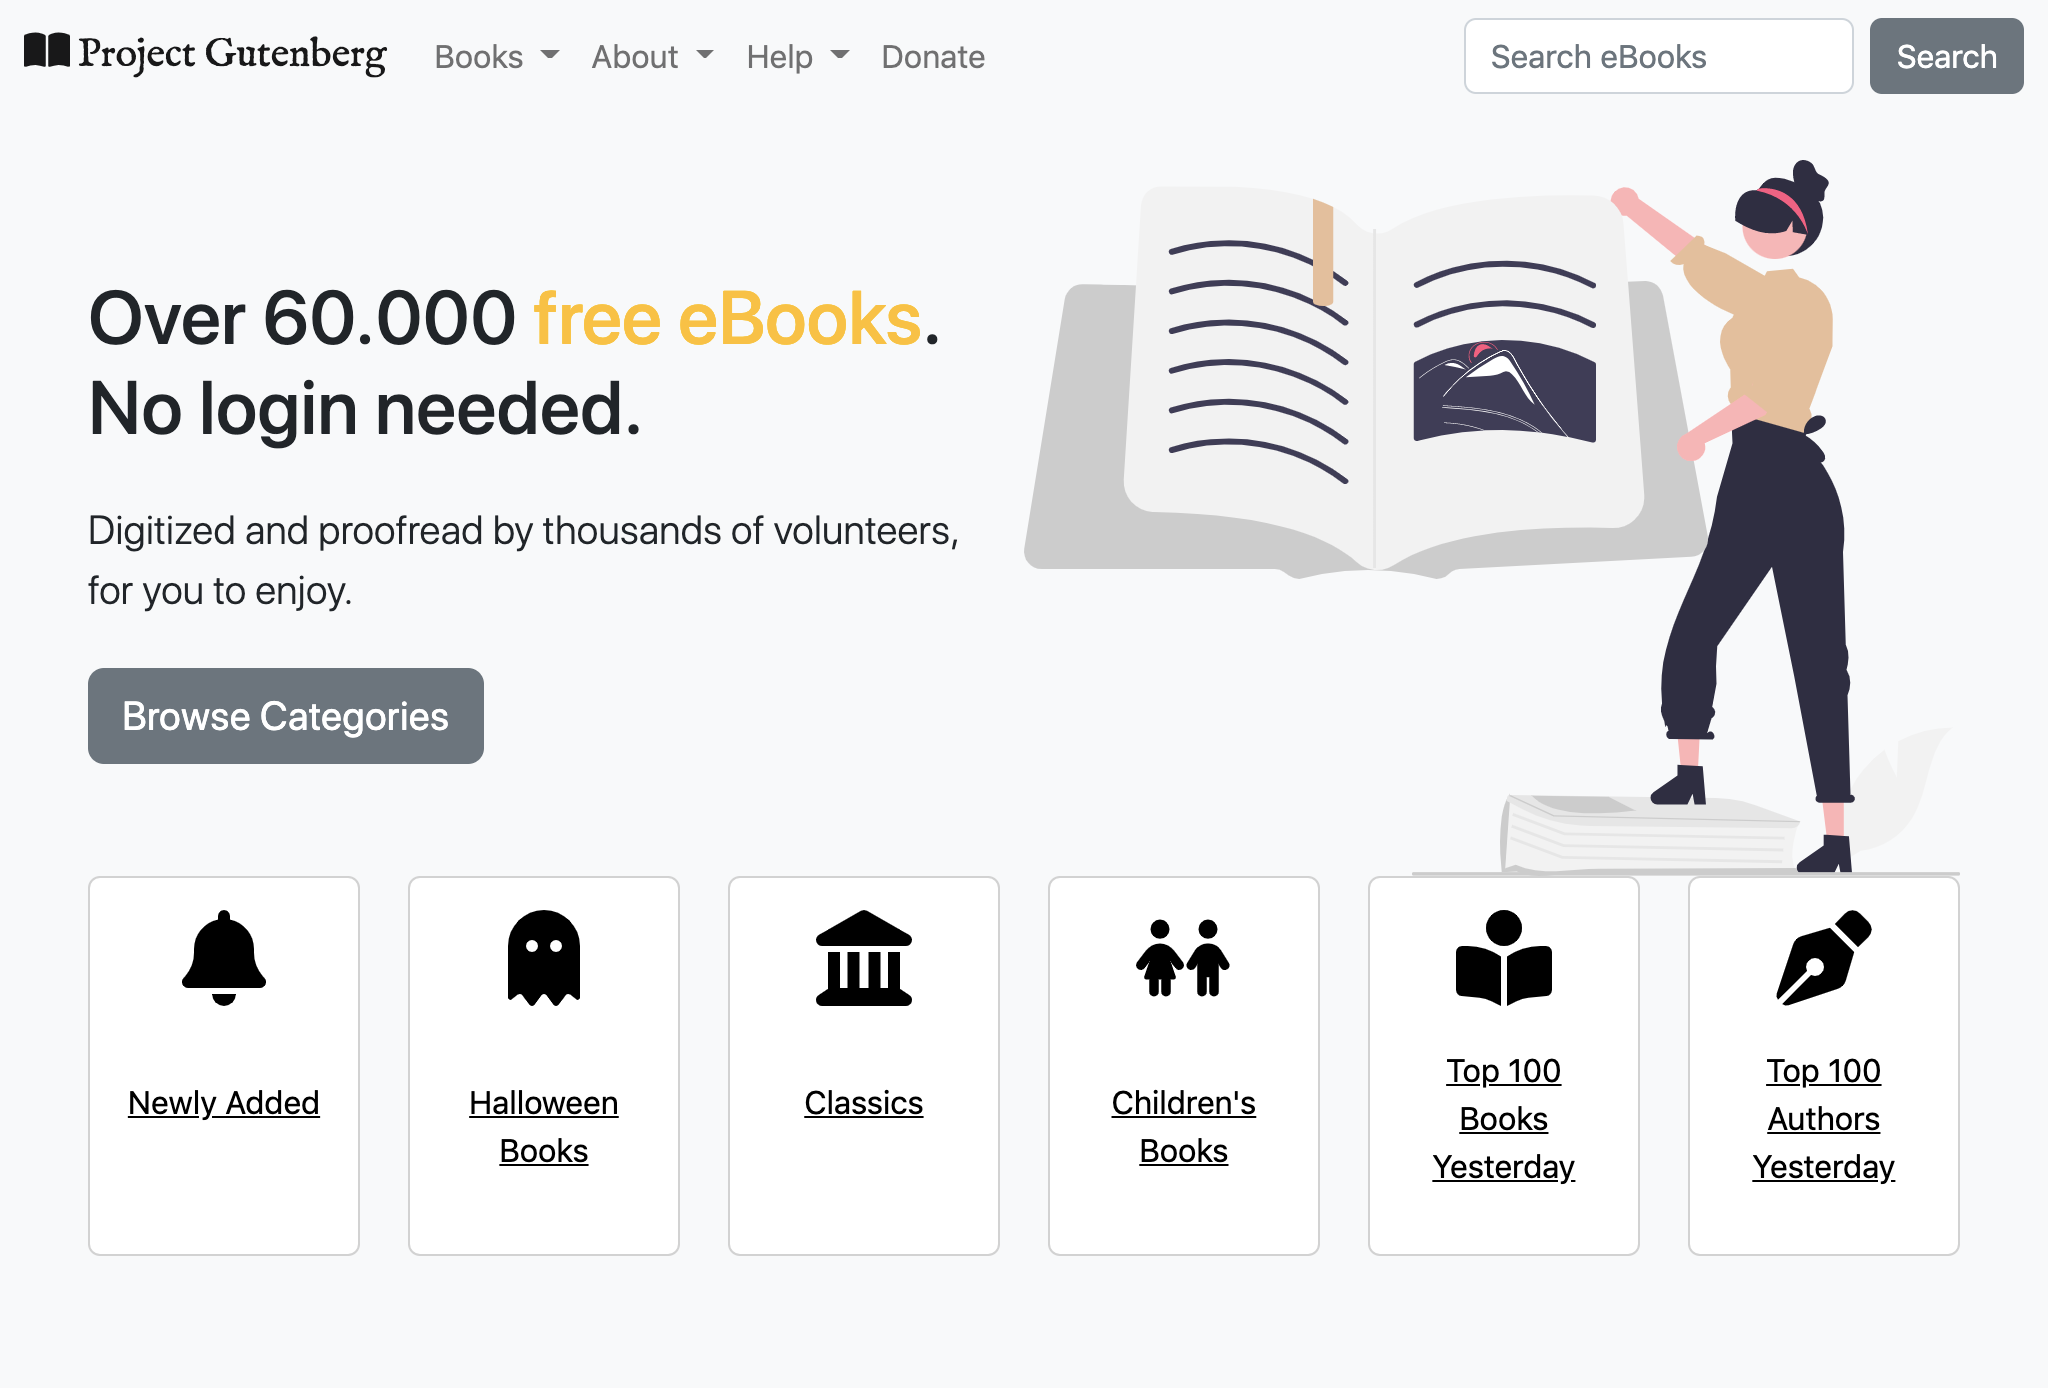 Project Gutenberg
Books
About
Help
Donate
Search eBooks
Search
Over 60.000 free eBooks.
No login needed.
Digitized and proofread by thousands of volunteers,
for you to enjoy.
Browse Categories
Newly Added
Halloween
Books
Classics
Children's
Books
Top 100
Books
Yesterday
Top 100
Authors
Yesterday